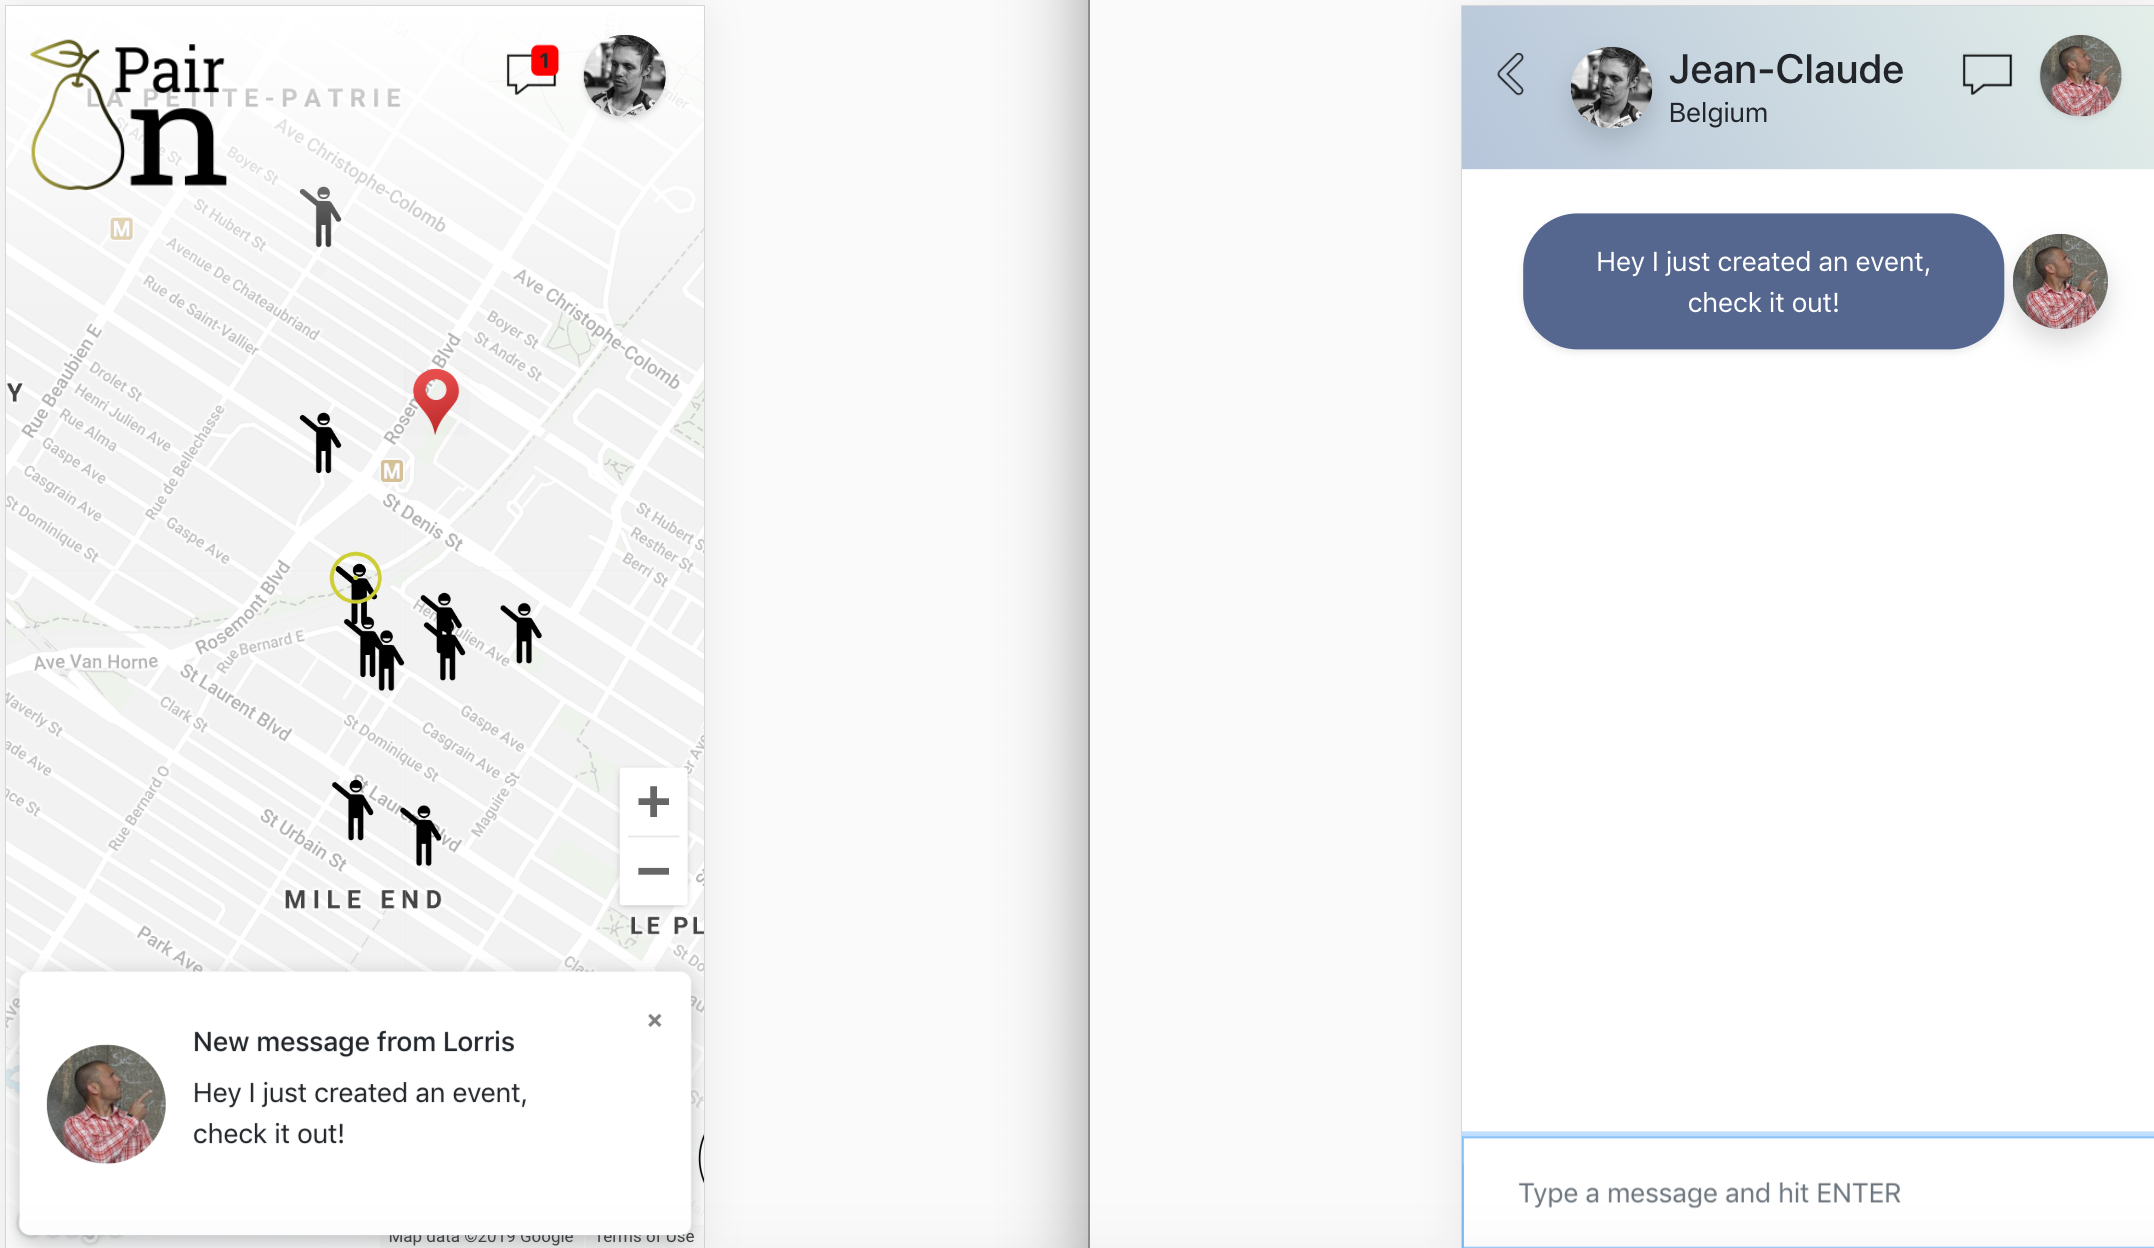 Pair
n
1
LA PETITE-PATRIE
Ave Christophe-Colomb
Boyer St
St Hubert St
M
Avenue De Chateaubriand
Rue de Saint-Vallier
Ave Christophe-Colomb
Boyer St
St Andre St
Rue Beaubien E
Drolet St
Henri Julien Ave
Rue Alma
Gaspe Ave
Casgrain Ave
St Dominique St
Rue de Bellechasse
Gaspe Ave
Y
M
St Denis St
St Hubert S
Resther St
Berri St
Rosemont Blvd
Rue Bernard E
Ave Van Horne
St Laurent Blvd
Clark St
St Dominique St
Casgrain Ave
Gaspe Ave
Maguire St
Rue Bernard O
St Urbain St
MILE END
LE PL
Park Ave
+
−
×
New message from Lorris
Hey I just created an event,
check it out!
Map data ©2019 Google
Terms of Use
Jean-Claude
Belgium
Hey I just created an event,
check it out!
Type a message and hit ENTER